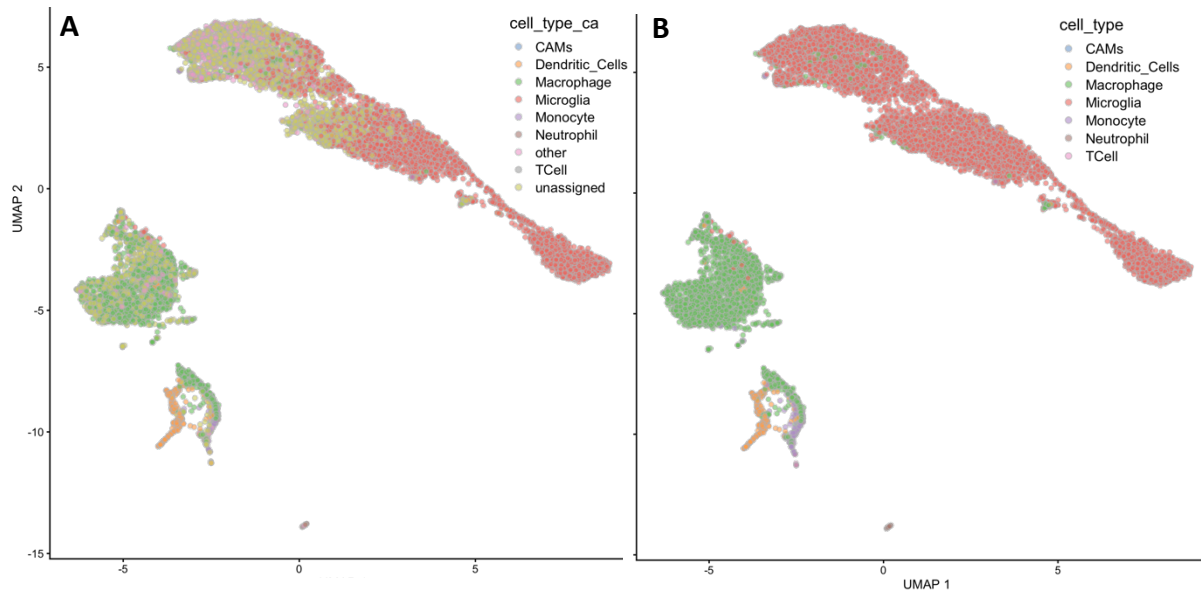 A
cell_type_ca
CAMs
Dendritic_Cells
Macrophage
Microglia
Monocyte
Neutrophil
other
TCell
unassigned
UMAP 2
5
0
-5
-10
-15
-5
0
5
B
cell_type
CAMs
Dendritic_Cells
Macrophage
Microglia
Monocyte
Neutrophil
TCell
-5
0
5
UMAP 1